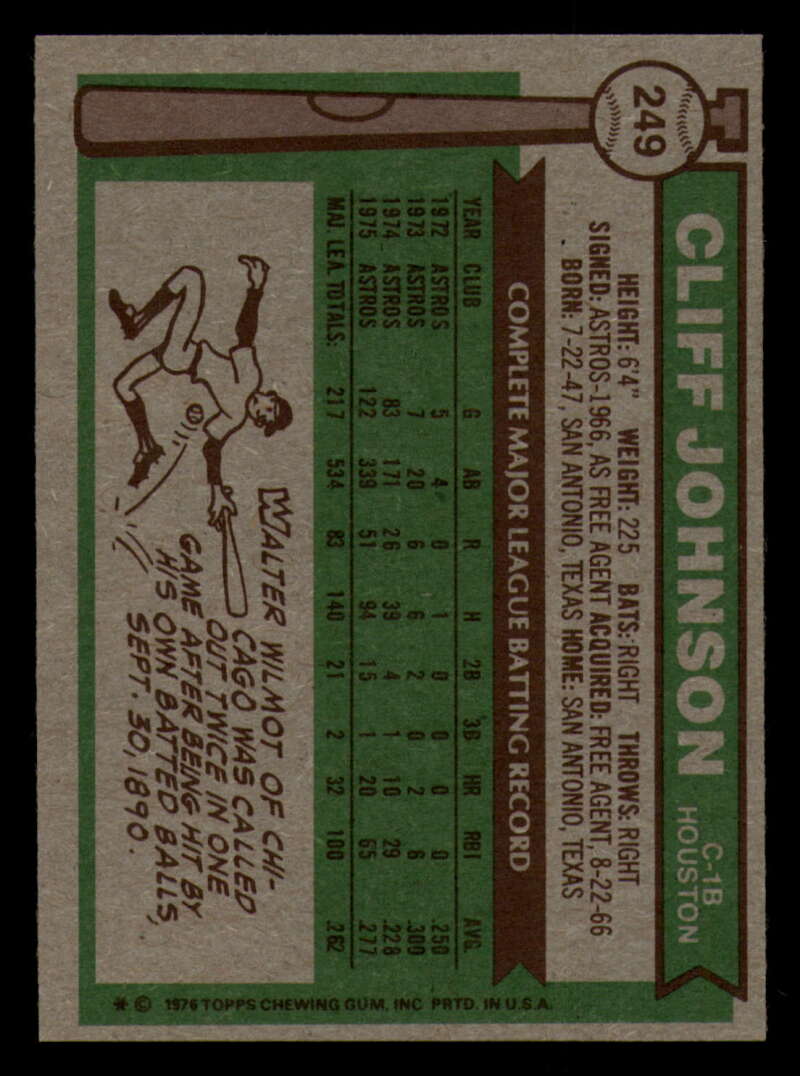 249
CLIFF JOHNSON
C-1B
HOUSTON
HEIGHT: 6'4" WEIGHT: 225 BATS: RIGHT THROWS: RIGHT
SIGNED: ASTROS-1966, AS FREE AGENT ACQUIRED: FREE AGENT, 8-22-66
BORN: 7-22-47, SAN ANTONIO, TEXAS HOME: SAN ANTONIO, TEXAS
COMPLETE MAJOR LEAGUE BATTING RECORD
YEAR CLUB G AB R H 2B 3B HR RBI AVG.
1972 ASTROS 5 4 0 1 0 0 0 0 .250
1973 ASTROS 7 20 6 6 2 0 2 6 .300
1974 ASTROS 83 171 26 39 4 1 10 29 .228
1975 ASTROS 122 339 51 94 15 1 20 65 .277
MAJ. LEA. TOTALS: 217 534 83 140 21 2 32 100 .262
WALTER WILMOT OF CHI-
CAGO WAS CALLED
OUT TWICE IN ONE
GAME AFTER BEING HIT BY
HIS OWN BATTED BALLS,
SEPT. 30, 1890.
* © 1976 TOPPS CHEWING GUM, INC. PRTD. IN U.S.A.